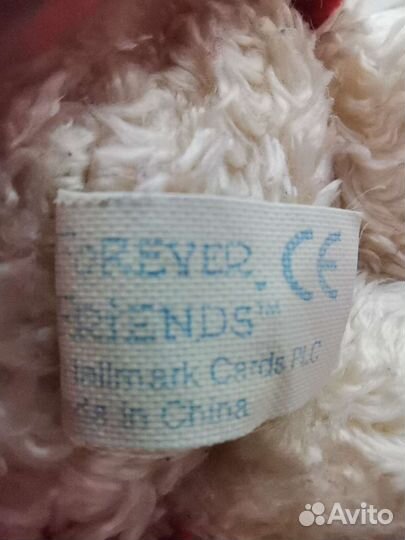 FOREVER CE
FRiENDS™
Hallmark Cards PLC
in China
Avito